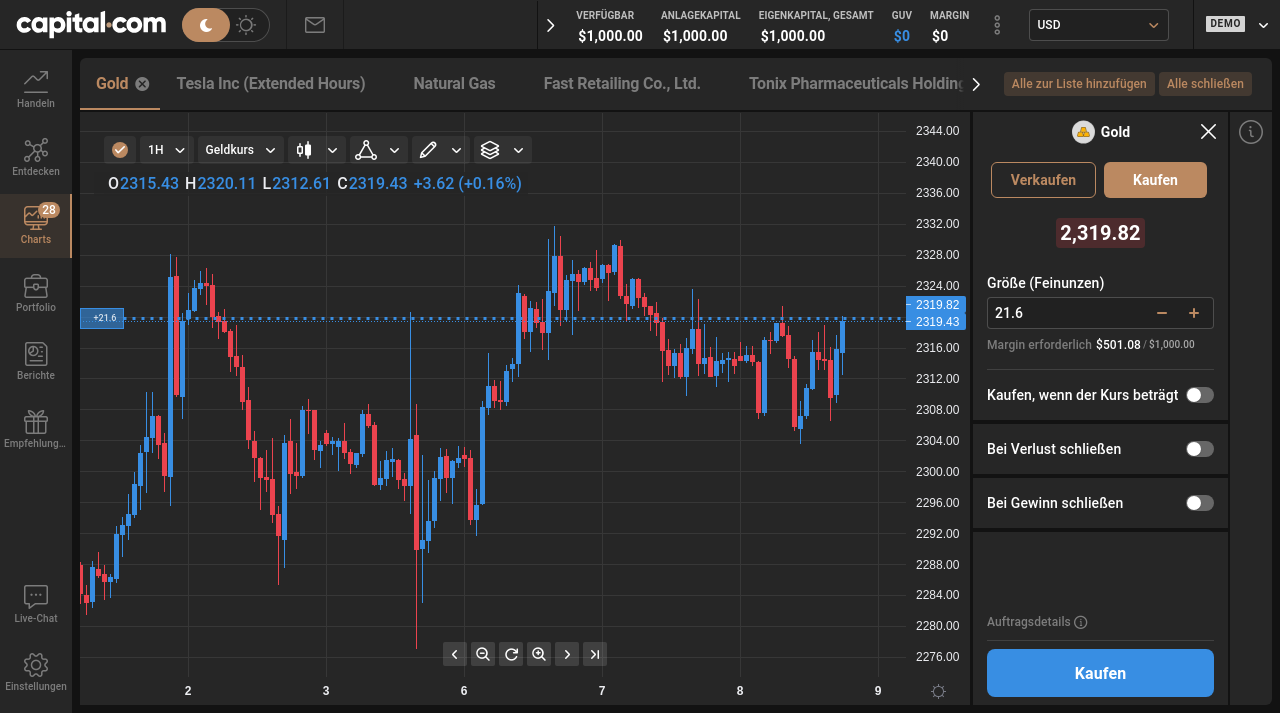 capital.com
VERFÜGBAR ANLAGEKAPITAL EIGENKAPITAL, GESAMT GUV MARGIN
$1,000.00 $1,000.00 $1,000.00 $0 $0
USD
DEMO
Handeln
Entdecken
28
Charts
Portfolio
Berichte
Empfehlung...
Live-Chat
Einstellungen
Gold Tesla Inc (Extended Hours) Natural Gas Fast Retailing Co., Ltd. Tonix Pharmaceuticals Holding
Alle zur Liste hinzufügen Alle schließen
1H Geldkurs
O2315.43 H2320.11 L2312.61 C2319.43 +3.62 (+0.16%)
+21.6
2344.00
2340.00
2336.00
2332.00
2328.00
2324.00
2319.82
2319.43
2316.00
2312.00
2308.00
2304.00
2300.00
2296.00
2292.00
2288.00
2284.00
2280.00
2276.00
2 3 6 7 8 9
Gold
Verkaufen Kaufen
2,319.82
Größe (Feinunzen)
21.6
Margin erforderlich $501.08 / $1,000.00
Kaufen, wenn der Kurs beträgt
Bei Verlust schließen
Bei Gewinn schließen
Auftragsdetails
Kaufen